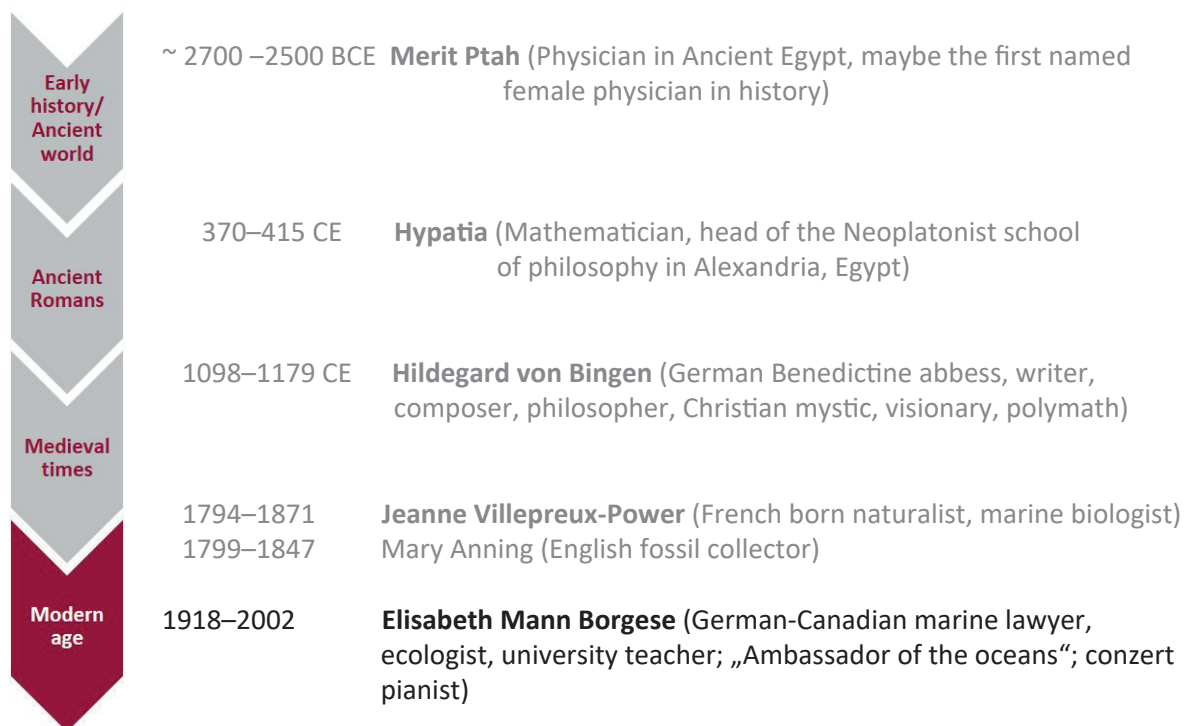 Early
history/
Ancient
world
~ 2700 –2500 BCE Merit Ptah (Physician in Ancient Egypt, maybe the first named
female physician in history)
Ancient
Romans
370–415 CE Hypatia (Mathematician, head of the Neoplatonist school
of philosophy in Alexandria, Egypt)
Medieval
times
1098–1179 CE Hildegard von Bingen (German Benedictine abbess, writer,
composer, philosopher, Christian mystic, visionary, polymath)
Modern
age
1794–1871 Jeanne Villepreux-Power (French born naturalist, marine biologist)
1799–1847 Mary Anning (English fossil collector)
1918–2002 Elisabeth Mann Borgese (German-Canadian marine lawyer,
ecologist, university teacher; „Ambassador of the oceans“; conzert
pianist)